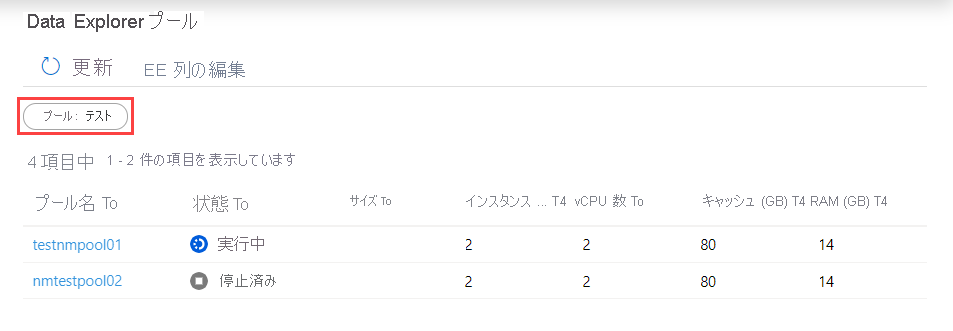 Data Explorer プール
更新 EE 列の編集
プール: テスト
4 項目中 1 - 2 件の項目を表示しています
プール名 To 状態 To サイズ To インスタンス ... T4 vCPU 数 To キャッシュ (GB) T4 RAM (GB) T4
testnmpool01 実行中 2 2 80 14
nmtestpool02 停止済み 2 2 80 14